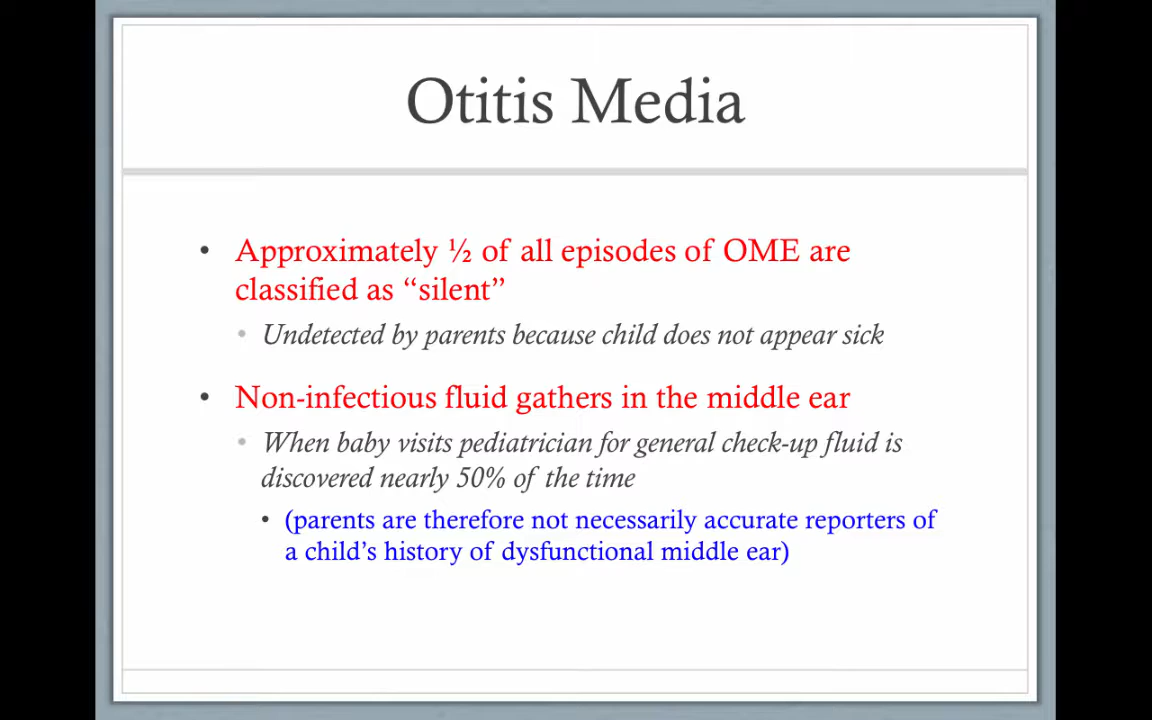 Otitis Media
• Approximately ½ of all episodes of OME are
classified as “silent”
• Undetected by parents because child does not appear sick
• Non-infectious fluid gathers in the middle ear
• When baby visits pediatrician for general check-up fluid is
discovered nearly 50% of the time
• (parents are therefore not necessarily accurate reporters of
a child’s history of dysfunctional middle ear)